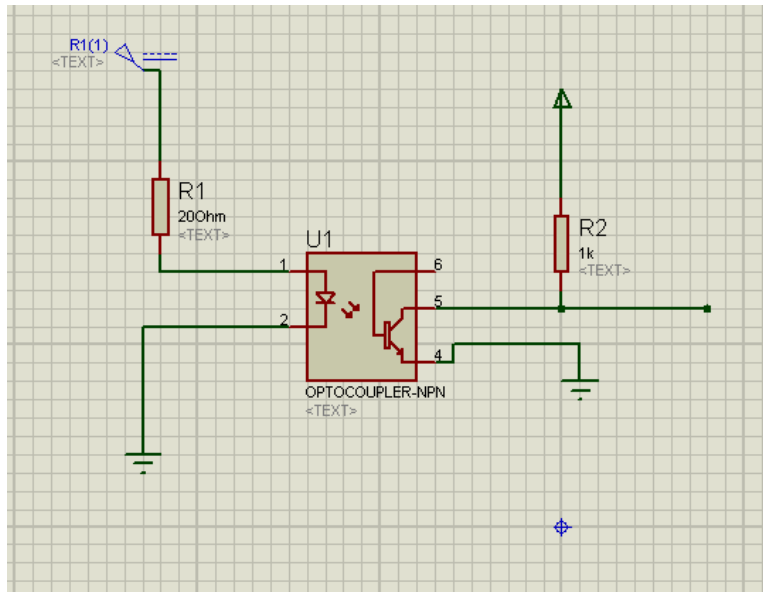 R1(1)
<TEXT>
R1
20Ohm
<TEXT>
U1
1
2
6
5
4
OPTOCOUPLER-NPN
<TEXT>
R2
1k
<TEXT>